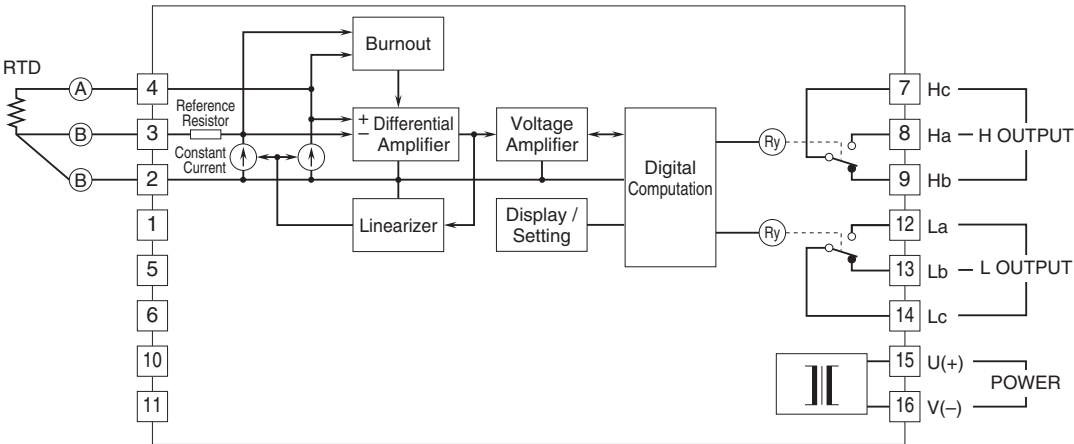 RTD
A
B
B
4
3
2
1
5
6
10
11
Reference
Resistor
Constant
Current
Burnout
+
−
Differential
Amplifier
Linearizer
Voltage
Amplifier
Display /
Setting
Digital
Computation
Ry
Ry
7 Hc
8 Ha
9 Hb
H OUTPUT
12 La
13 Lb
14 Lc
L OUTPUT
15 U(+)
16 V(−)
POWER